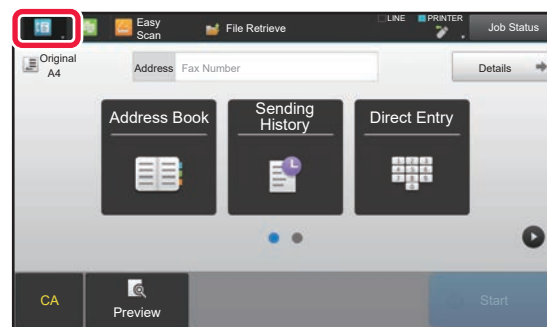 Easy
Scan
File Retrieve
LINE
PRINTER
Job Status
Original
A4
Address
Fax Number
Details
Address Book
Sending
History
Direct Entry
CA
Preview
Start